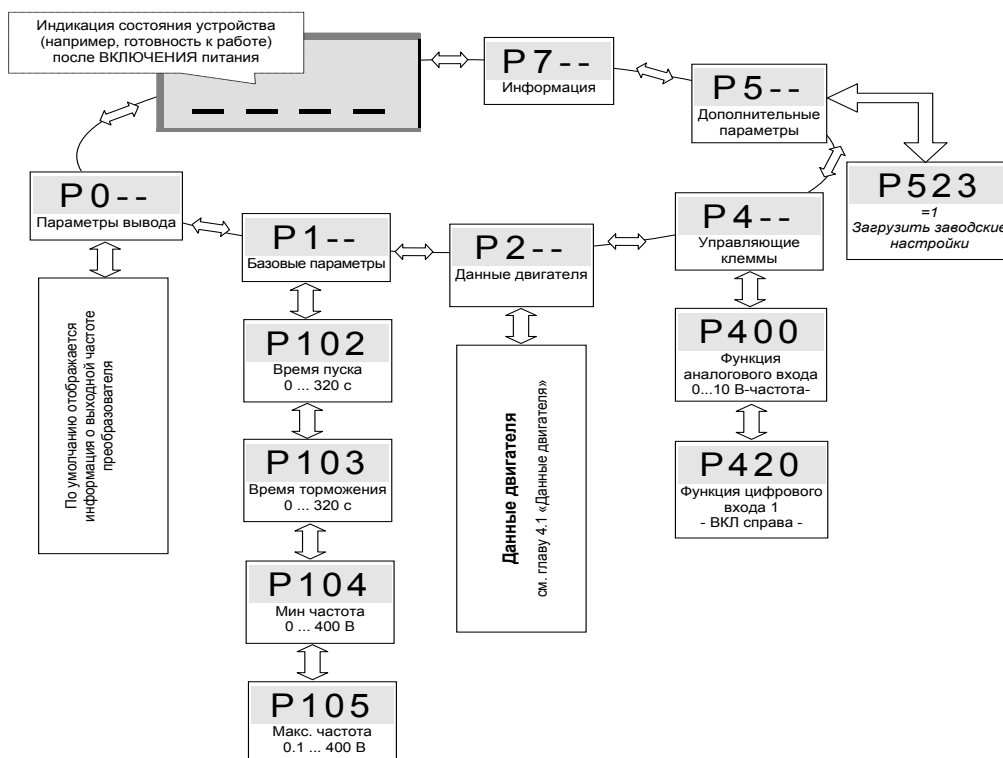 Индикация состояния устройства
(например, готовность к работе)
после ВКЛЮЧЕНИЯ питания
P7--
Информация
P5--
Дополнительные
параметры
P523
=1
Загрузить заводские
настройки
P0--
Параметры вывода
P1--
Базовые параметры
P2--
Данные двигателя
P4--
Управляющие
клеммы
По умолчанию отображается
информация о выходной частоте
преобразователя
P102
Время пуска
0 ... 320 с
P103
Время торможения
0 ... 320 с
P104
Мин частота
0 ... 400 В
P105
Макс. частота
0.1 ... 400 В
Данные двигателя
см. главу 4.1 «Данные двигателя»
P400
Функция
аналогового входа
0...10 В-частота-
P420
Функция цифрового
входа 1
- ВКЛ справа -